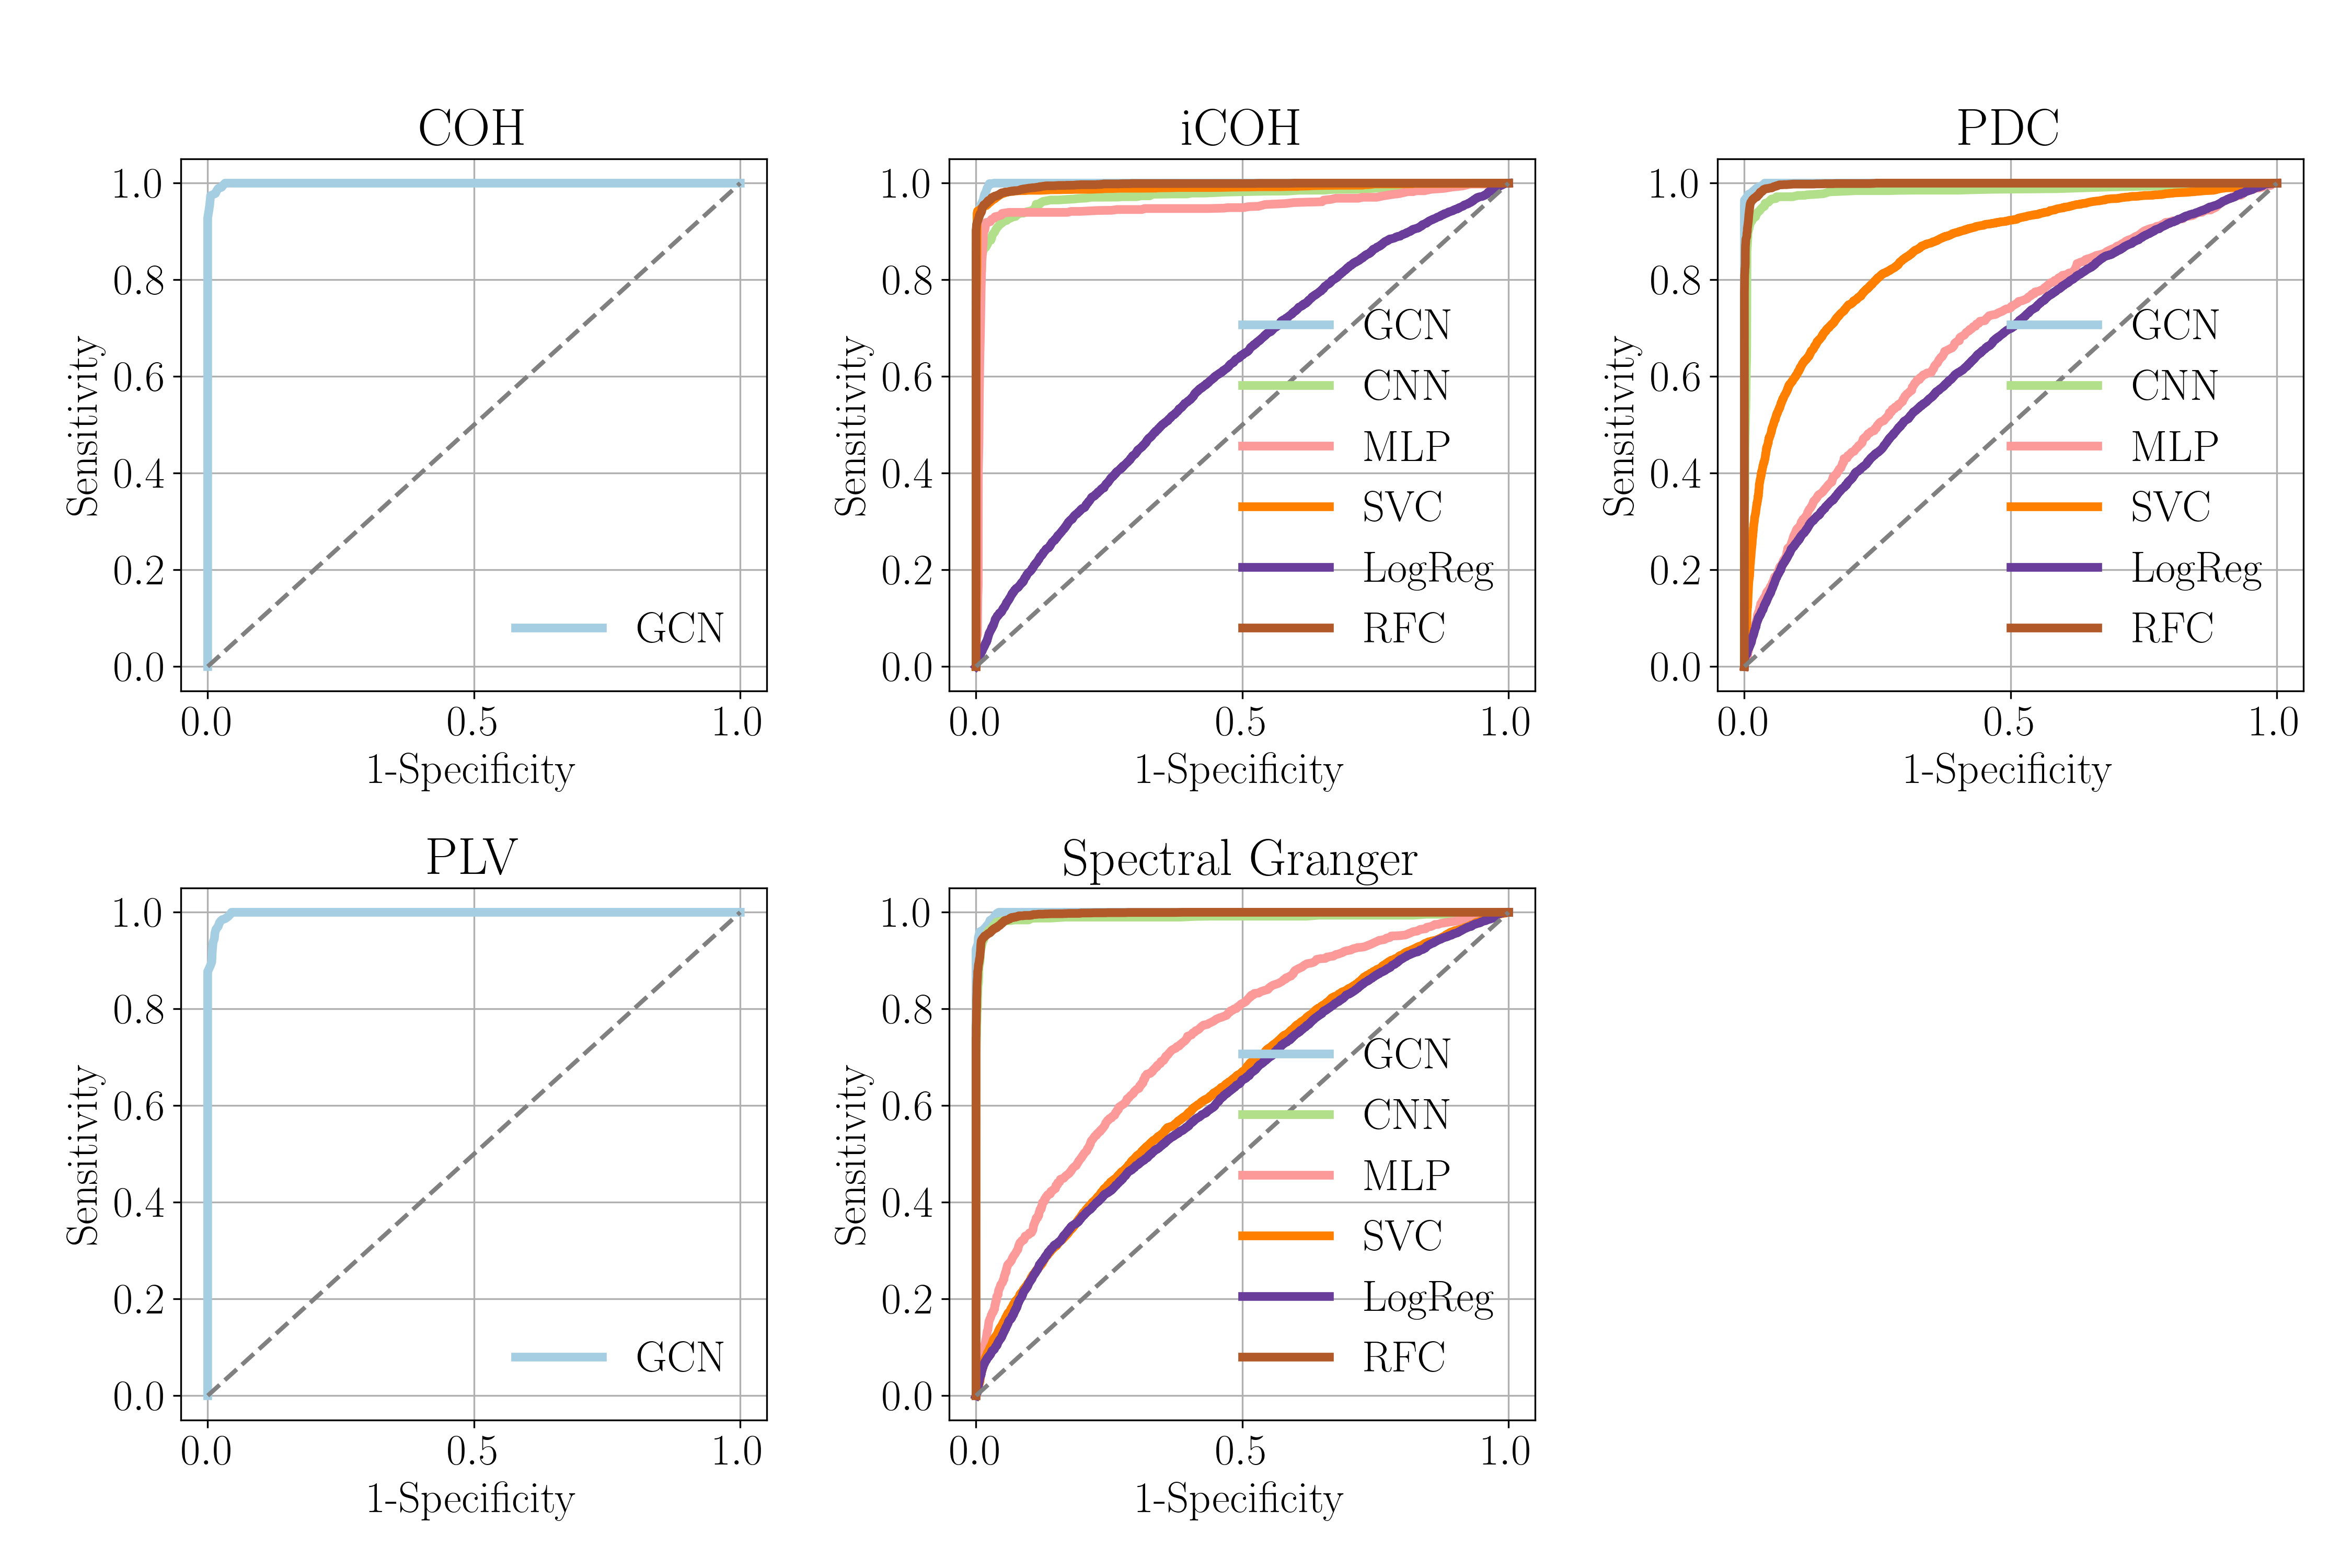 COH
1.0
0.8
0.6
0.4
0.2
0.0
Sensitivity
GCN
0.0 0.5 1.0
1-Specificity
iCOH
1.0
0.8
0.6
0.4
0.2
0.0
Sensitivity
GCN
CNN
MLP
SVC
LogReg
RFC
0.0 0.5 1.0
1-Specificity
PDC
1.0
0.8
0.6
0.4
0.2
0.0
Sensitivity
GCN
CNN
MLP
SVC
LogReg
RFC
0.0 0.5 1.0
1-Specificity
PLV
1.0
0.8
0.6
0.4
0.2
0.0
Sensitivity
GCN
0.0 0.5 1.0
1-Specificity
Spectral Granger
1.0
0.8
0.6
0.4
0.2
0.0
Sensitivity
GCN
CNN
MLP
SVC
LogReg
RFC
0.0 0.5 1.0
1-Specificity